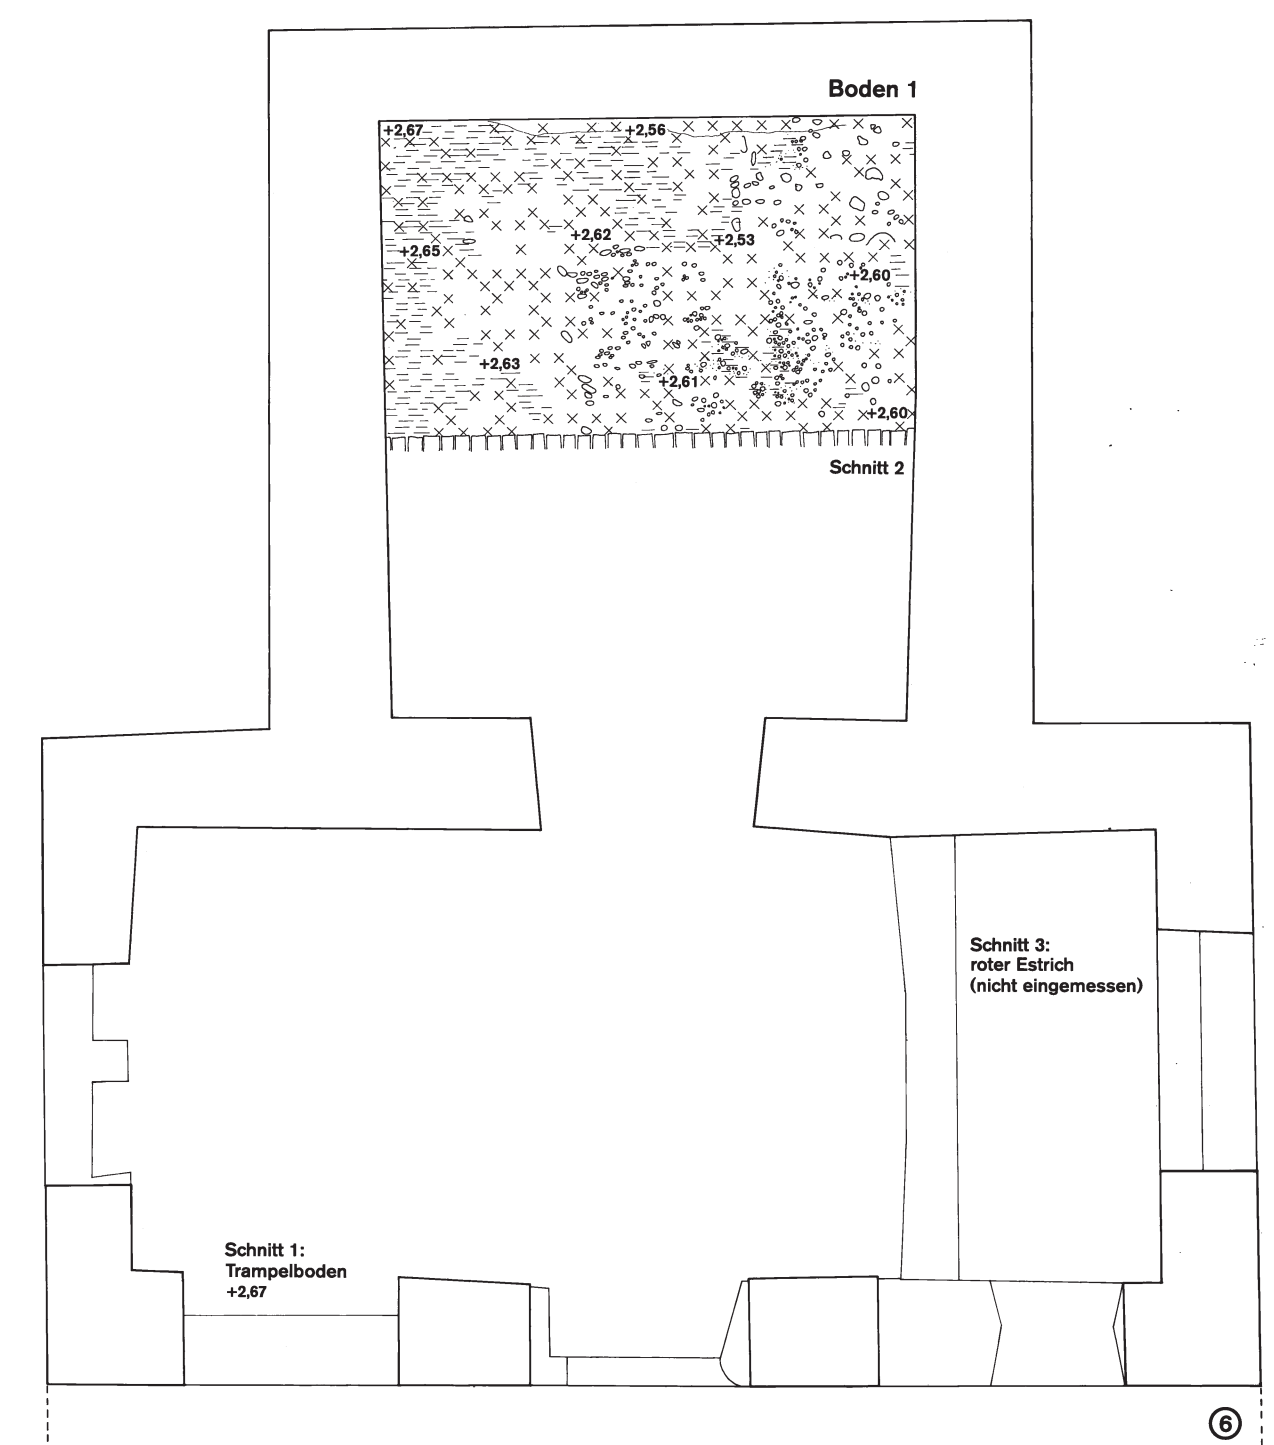 Boden 1
+2,67
+2,56
+2,62
+2,53
+2,65
+2,60
+2,63
+2,61
+2,60
Schnitt 2
Schnitt 3:
roter Estrich
(nicht eingemessen)
Schnitt 1:
Trampelboden
+2,67
6